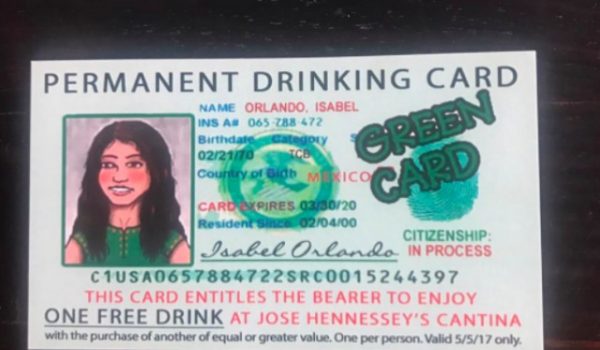 PERMANENT DRINKING CARD
NAME ORLANDO, ISABEL
INS A# 065-788-472
Birthdate Category S
02/21/70 TCB
Country of Birth MEXICO
CARD EXPIRES 03/30/20
Resident Since 02/04/00
Isabel Orlando
GREEN
CARD
CITIZENSHIP:
IN PROCESS
C1USA0657884722SRC0015244397
THIS CARD ENTITLES THE BEARER TO ENJOY
ONE FREE DRINK AT JOSE HENNESSEY'S CANTINA
with the purchase of another of equal or greater value. One per person. Valid 5/5/17 only.